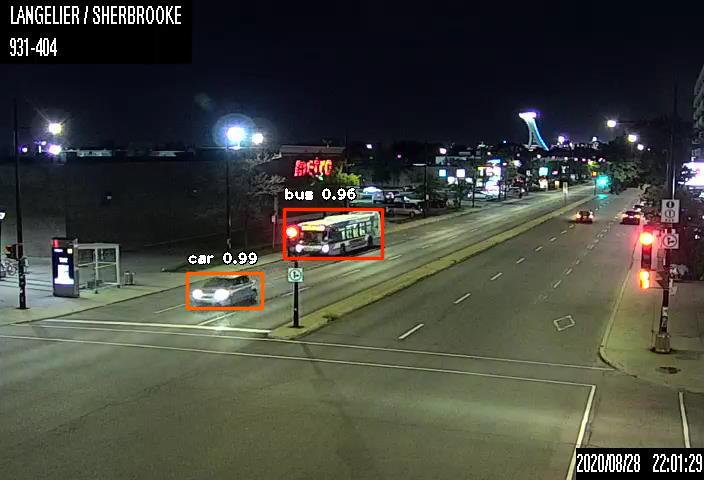 LANGELIER / SHERBROOKE
931-404
metro
bus 0.96
car 0.99
2020/08/28 22:01:29